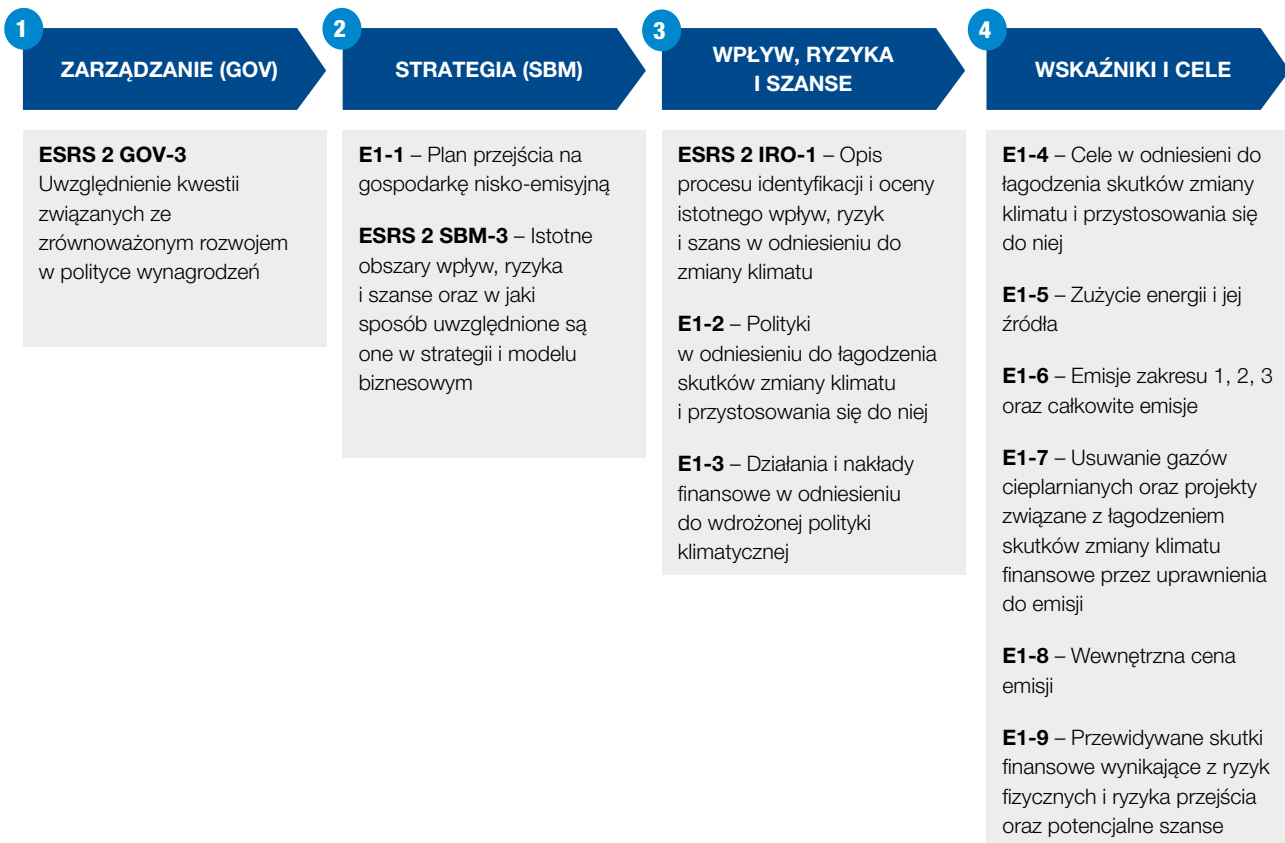 1
ZARZĄDZANIE (GOV)
ESRS 2 GOV-3
Uwzględnienie kwestii
związanych ze
zrównoważonym rozwojem
w polityce wynagrodzeń
2
STRATEGIA (SBM)
E1-1 – Plan przejścia na
gospodarkę nisko-emisyjną
ESRS 2 SBM-3 – Istotne
obszary wpływ, ryzyka
i szanse oraz w jaki
sposób uwzględnione są
one w strategii i modelu
biznesowym
3
WPŁYW, RYZYKA
I SZANSE
ESRS 2 IRO-1 – Opis
procesu identyfikacji i oceny
istotnego wpływ, ryzyk
i szans w odniesieniu do
zmiany klimatu
E1-2 – Polityki
w odniesieniu do łagodzenia
skutków zmiany klimatu
i przystosowania się do niej
E1-3 – Działania i nakłady
finansowe w odniesieniu
do wdrożonej polityki
klimatycznej
4
WSKAŹNIKI I CELE
E1-4 – Cele w odniesieni do
łagodzenia skutków zmiany
klimatu i przystosowania się
do niej
E1-5 – Zużycie energii i jej
źródła
E1-6 – Emisje zakresu 1, 2, 3
oraz całkowite emisje
E1-7 – Usuwanie gazów
cieplarnianych oraz projekty
związane z łagodzeniem
skutków zmiany klimatu
finansowe przez uprawnienia
do emisji
E1-8 – Wewnętrzna cena
emisji
E1-9 – Przewidywane skutki
finansowe wynikające z ryzyk
fizycznych i ryzyka przejścia
oraz potencjalne szanse